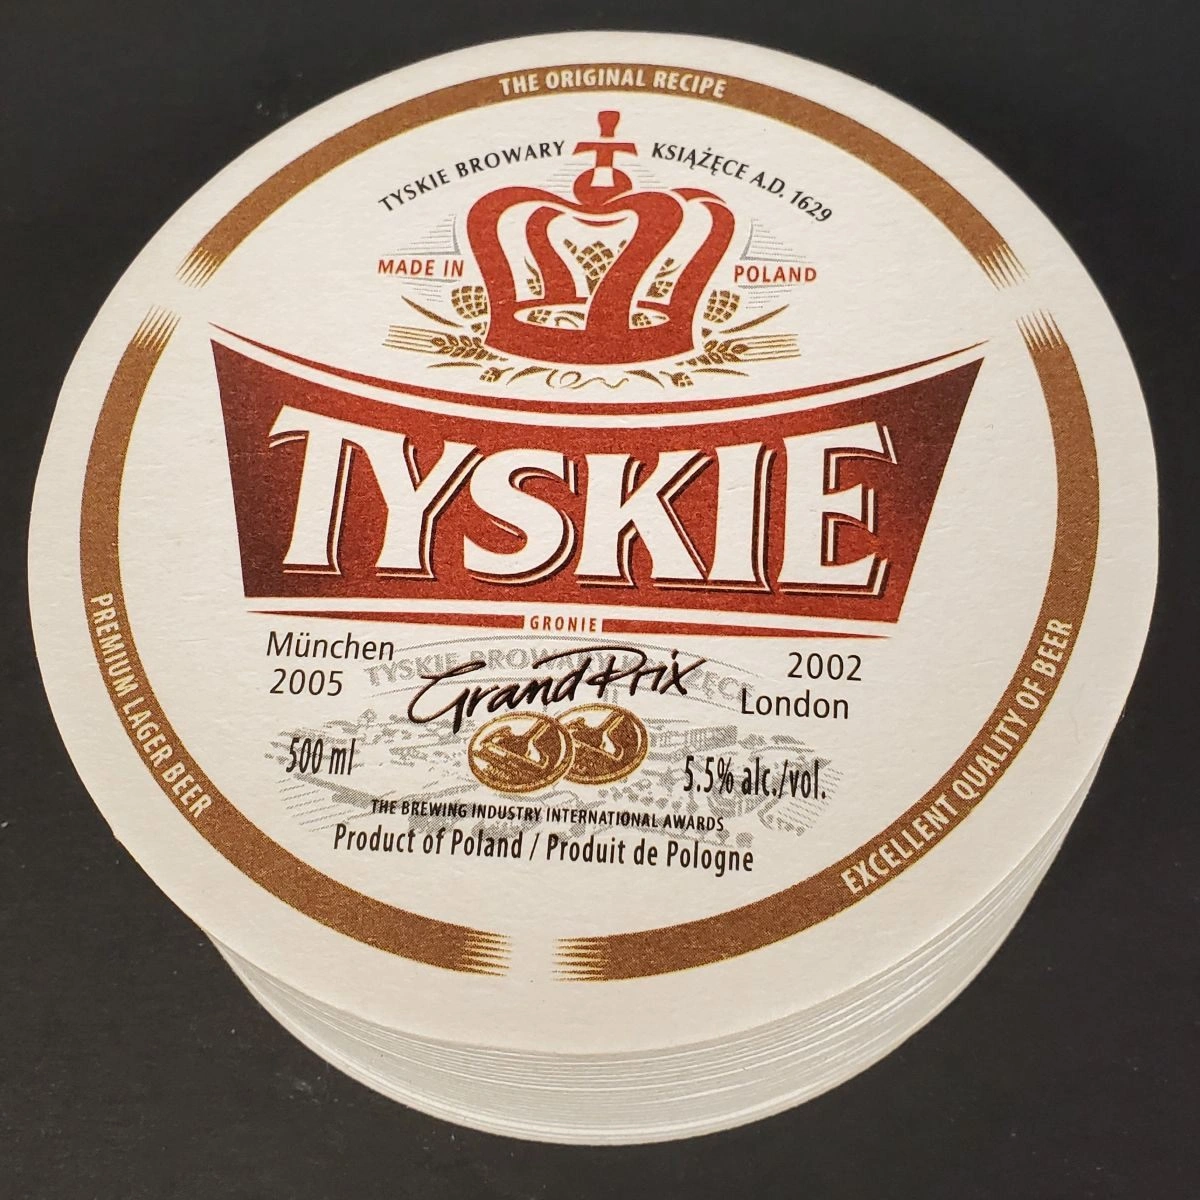 THE ORIGINAL RECIPE
TYSKIE BROWARY KSIĄŻĘCE A.D. 1629
MADE IN POLAND
TYSKIE
GRONIE
München
2005
Grand Prix
2002
London
500 ml
5.5% alc./vol.
THE BREWING INDUSTRY INTERNATIONAL AWARDS
Product of Poland / Produit de Pologne
PREMIUM LAGER BEER
EXCELLENT QUALITY OF BEER